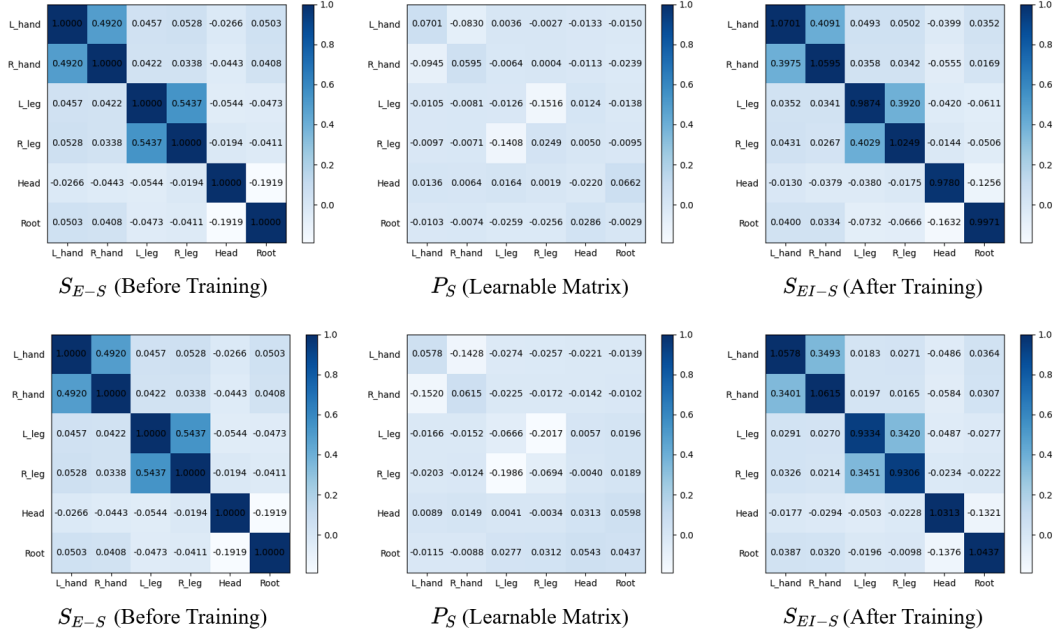 L_hand 1.0000 0.4920 0.0457 0.0528 -0.0266 0.0503
R_hand 0.4920 1.0000 0.0422 0.0338 -0.0443 0.0408
L_leg 0.0457 0.0422 1.0000 0.5437 -0.0544 -0.0473
R_leg 0.0528 0.0338 0.5437 1.0000 -0.0194 -0.0411
Head -0.0266 -0.0443 -0.0544 -0.0194 1.0000 -0.1919
Root 0.0503 0.0408 -0.0473 -0.0411 -0.1919 1.0000
L_hand R_hand L_leg R_leg Head Root
1.0
0.8
0.6
0.4
0.2
0.0
S_{E-S} (Before Training)
L_hand 0.0701 -0.0830 0.0036 -0.0027 -0.0133 -0.0150
R_hand -0.0945 0.0595 -0.0064 0.0004 -0.0113 -0.0239
L_leg -0.0105 -0.0081 -0.0126 -0.1516 0.0124 -0.0138
R_leg -0.0097 -0.0071 -0.1408 0.0249 0.0050 -0.0095
Head 0.0136 0.0064 0.0164 0.0019 -0.0220 0.0662
Root -0.0103 -0.0074 -0.0259 -0.0256 0.0286 -0.0029
L_hand R_hand L_leg R_leg Head Root
1.0
0.8
0.6
0.4
0.2
0.0
P_S (Learnable Matrix)
L_hand 1.0701 0.4091 0.0493 0.0502 -0.0399 0.0352
R_hand 0.3975 1.0595 0.0358 0.0342 -0.0555 0.0169
L_leg 0.0352 0.0341 0.9874 0.3920 -0.0420 -0.0611
R_leg 0.0431 0.0267 0.4029 1.0249 -0.0144 -0.0506
Head -0.0130 -0.0379 -0.0380 -0.0175 0.9780 -0.1256
Root 0.0400 0.0334 -0.0732 -0.0666 -0.1632 0.9971
L_hand R_hand L_leg R_leg Head Root
1.0
0.8
0.6
0.4
0.2
0.0
S_{EI-S} (After Training)
L_hand 1.0000 0.4920 0.0457 0.0528 -0.0266 0.0503
R_hand 0.4920 1.0000 0.0422 0.0338 -0.0443 0.0408
L_leg 0.0457 0.0422 1.0000 0.5437 -0.0544 -0.0473
R_leg 0.0528 0.0338 0.5437 1.0000 -0.0194 -0.0411
Head -0.0266 -0.0443 -0.0544 -0.0194 1.0000 -0.1919
Root 0.0503 0.0408 -0.0473 -0.0411 -0.1919 1.0000
L_hand R_hand L_leg R_leg Head Root
1.0
0.8
0.6
0.4
0.2
0.0
S_{E-S} (Before Training)
L_hand 0.0578 -0.1428 -0.0274 -0.0257 -0.0221 -0.0139
R_hand -0.1520 0.0615 -0.0225 -0.0172 -0.0142 -0.0102
L_leg -0.0166 -0.0152 -0.0666 -0.2017 0.0057 0.0196
R_leg -0.0203 -0.0124 -0.1986 -0.0694 -0.0040 0.0189
Head 0.0089 0.0149 0.0041 -0.0034 0.0313 0.0598
Root -0.0115 -0.0088 0.0277 0.0312 0.0543 0.0437
L_hand R_hand L_leg R_leg Head Root
1.0
0.8
0.6
0.4
0.2
0.0
P_S (Learnable Matrix)
L_hand 1.0578 0.3493 0.0183 0.0271 -0.0486 0.0364
R_hand 0.3401 1.0615 0.0197 0.0165 -0.0584 0.0307
L_leg 0.0291 0.0270 0.9334 0.3420 -0.0487 -0.0277
R_leg 0.0326 0.0214 0.3451 0.9306 -0.0234 -0.0222
Head -0.0177 -0.0294 -0.0503 -0.0228 1.0313 -0.1321
Root 0.0387 0.0320 -0.0196 -0.0098 -0.1376 1.0437
L_hand R_hand L_leg R_leg Head Root
1.0
0.8
0.6
0.4
0.2
0.0
S_{EI-S} (After Training)